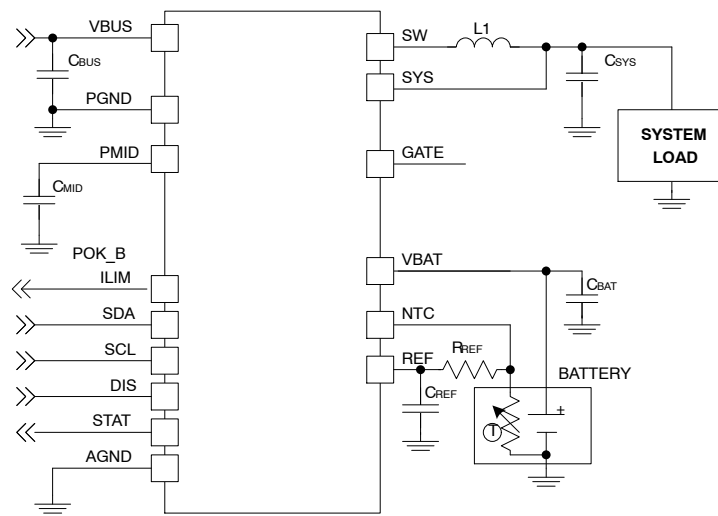 VBUS
CBUS
PGND
PMID
CMID
POK_B
ILIM
SDA
SCL
DIS
STAT
AGND
SW
L1
SYS
CSYS
SYSTEM
LOAD
GATE
VBAT
CBAT
NTC
REF
RREF
CREF
BATTERY
T
+